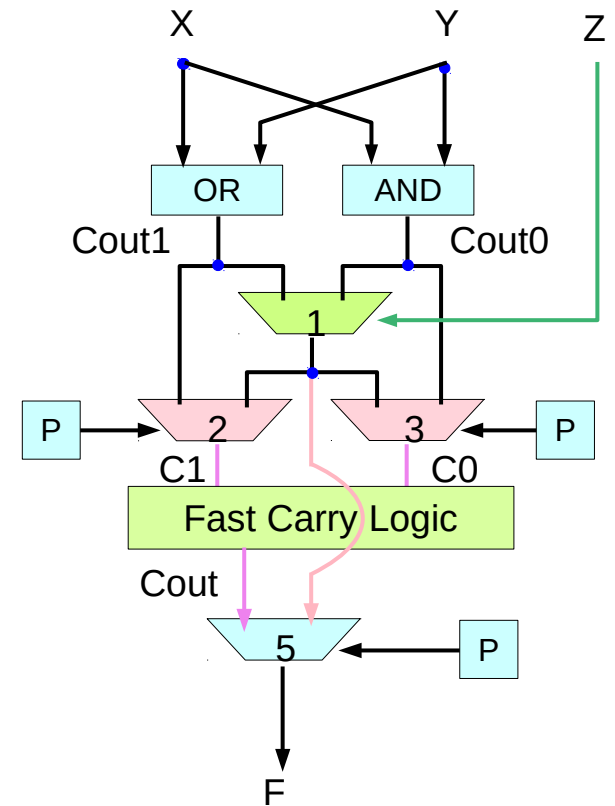 X Y Z
OR AND
Cout1 Cout0
1
P 2 3 P
C1 C0
Fast Carry Logic
Cout
5 P
F